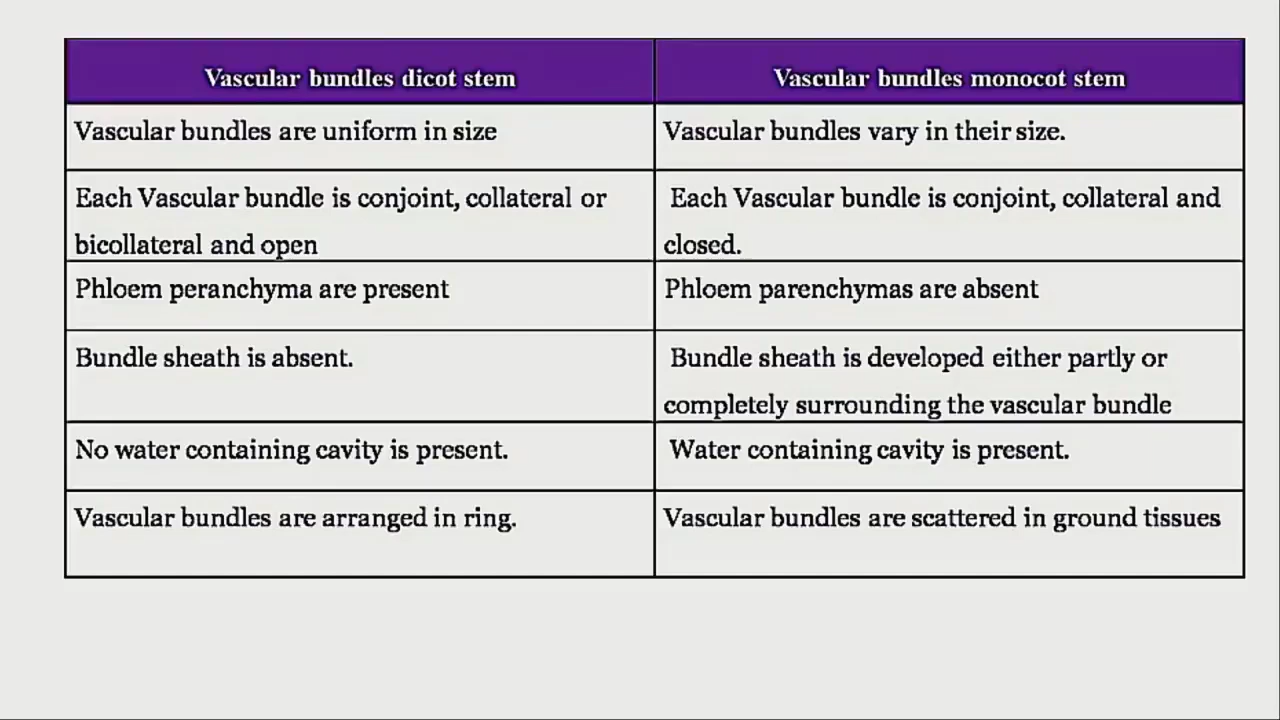 Vascular bundles dicot stem
Vascular bundles monocot stem
Vascular bundles are uniform in size
Vascular bundles vary in their size.
Each Vascular bundle is conjoint, collateral or
bicollateral and open
Each Vascular bundle is conjoint, collateral and
closed.
Phloem peranchyma are present
Phloem parenchymas are absent
Bundle sheath is absent.
Bundle sheath is developed either partly or
completely surrounding the vascular bundle
No water containing cavity is present.
Water containing cavity is present.
Vascular bundles are arranged in ring.
Vascular bundles are scattered in ground tissues